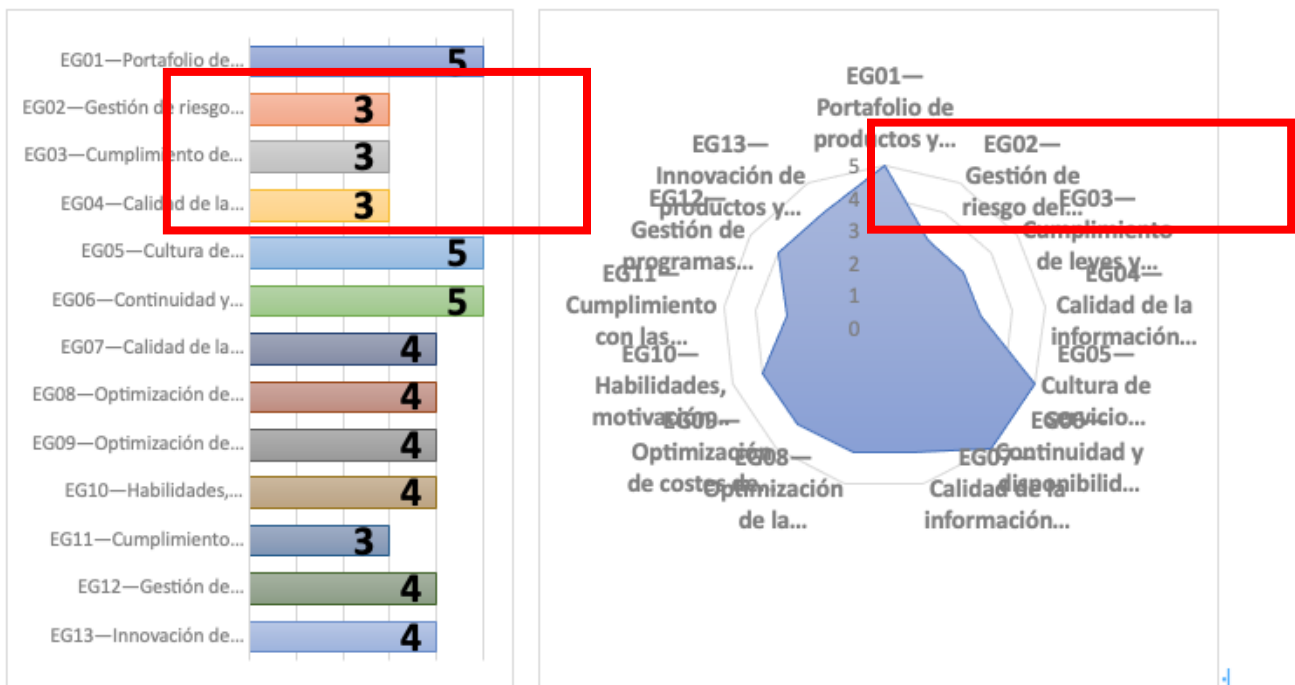 EG01—Portafolio de...
5
EG02—Gestión de riesgo...
3
EG03—Cumplimiento de...
3
EG04—Calidad de la...
3
EG05—Cultura de...
5
EG06—Continuidad y...
5
EG07—Calidad de la...
4
EG08—Optimización de...
4
EG09—Optimización de...
4
EG10—Habilidades,...
4
EG11—Cumplimiento...
3
EG12—Gestión de...
4
EG13—Innovación de...
4
EG01—
Portafolio de
productos y...
EG02—
Gestión de
riesgo del...
EG03—
Cumplimiento
de leyes y...
EG04—
Calidad de la
información...
EG05—
Cultura de
servicio...
EG06—
Continuidad y
disponibilid...
EG07—
Calidad de la
información...
EG08—
Optimización
de la...
EG09—
Optimización
de costes de...
EG10—
Habilidades,
motivación...
EG11—
Cumplimiento
con las...
EG12—
Gestión de
programas...
EG13—
Innovación de
productos y...
5
4
3
2
1
0